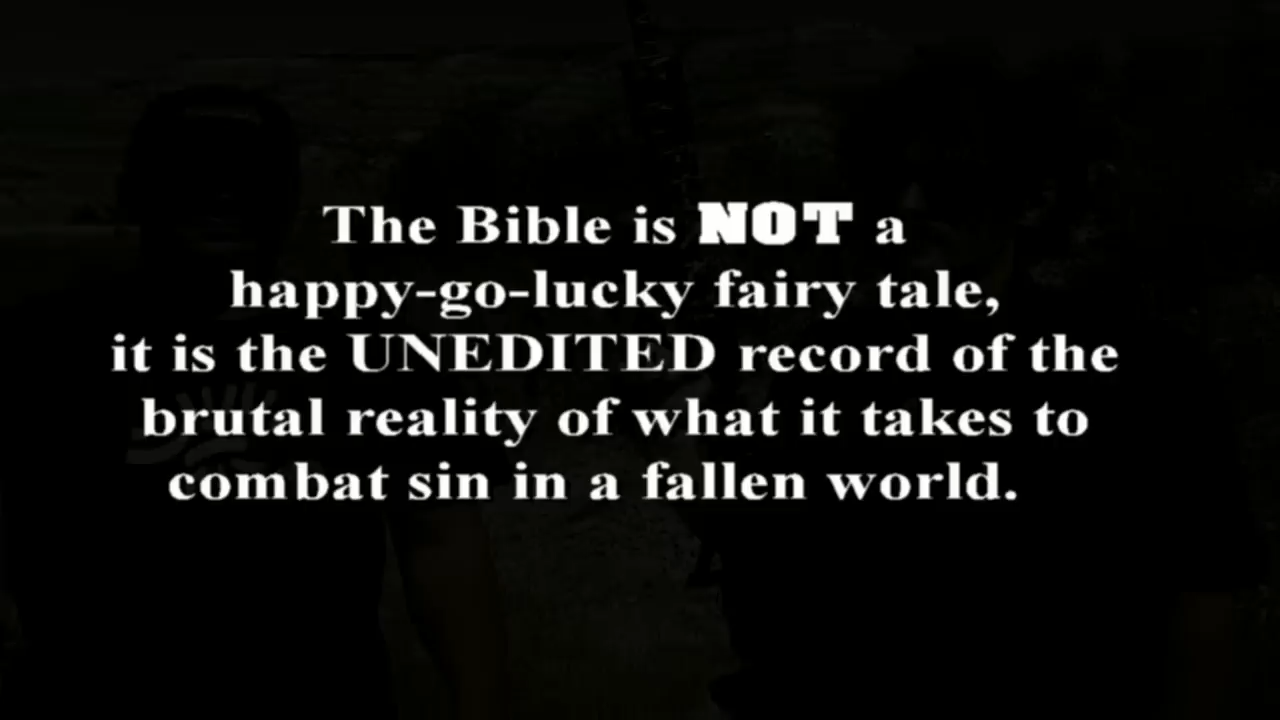 The Bible is NOT a
happy-go-lucky fairy tale,
it is the UNEDITED record of the
brutal reality of what it takes to
combat sin in a fallen world.